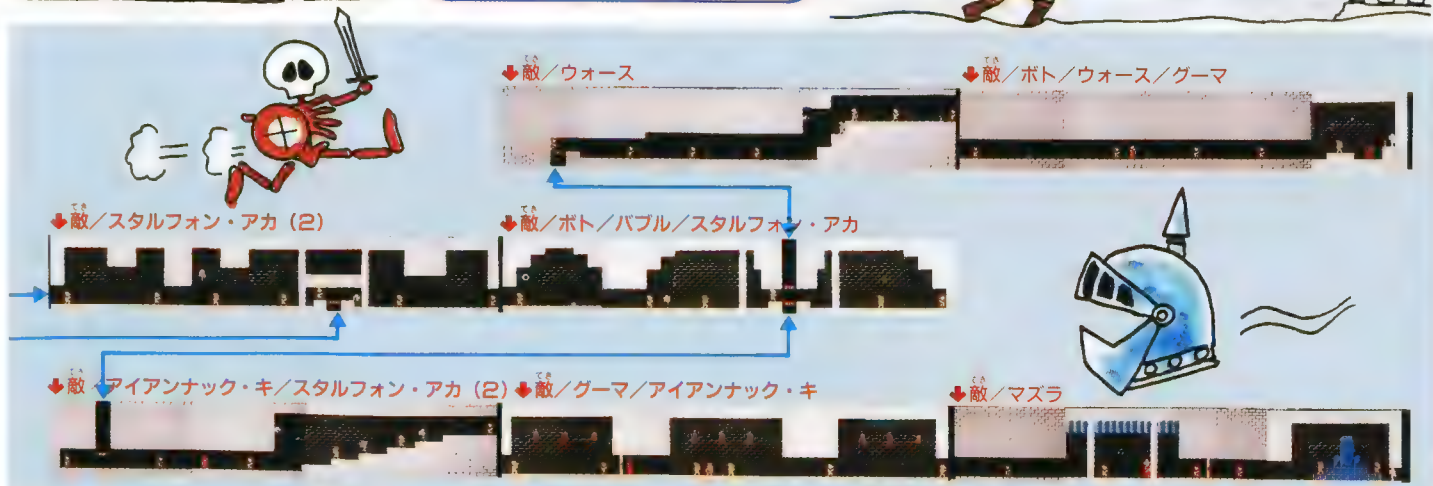 敵／ウォース
敵／ボト／ウォース／グーマ
敵／スタルフォン・アカ（2）
敵／ボト／バブル／スタルフォン・アカ
敵／アイアンナック・キ／スタルフォン・アカ（2）
敵／グーマ／アイアンナック・キ
敵／マズラ